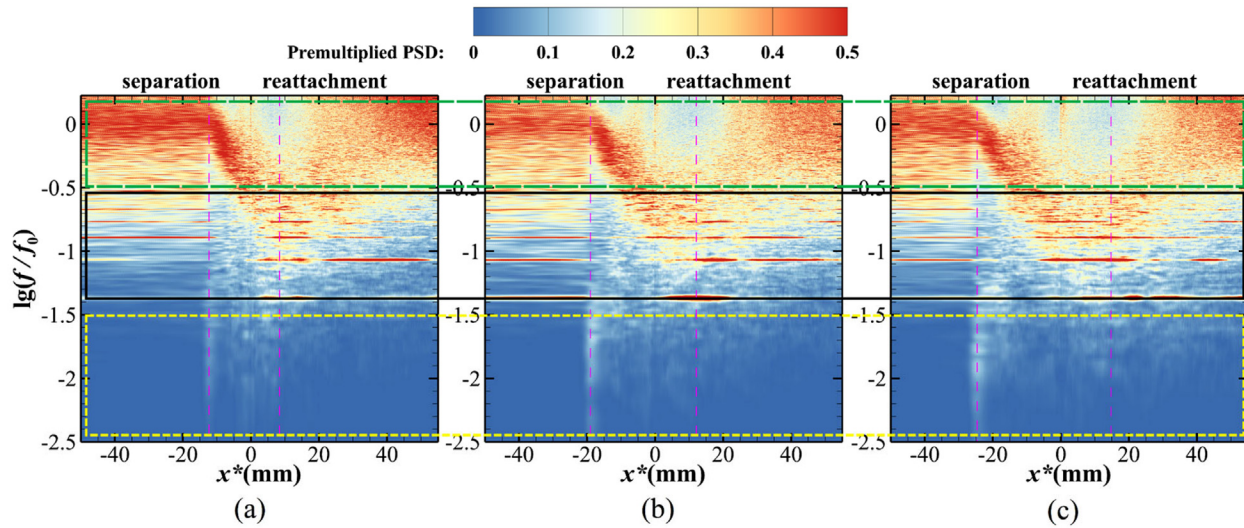 Premultiplied PSD: 0 0.1 0.2 0.3 0.4 0.5
separation reattachment separation reattachment separation reattachment
lg(f / f₀)
0 0 0
-0.5 -0.5 -0.5
-1 -1 -1
-1.5 -1.5 -1.5
-2 -2 -2
-2.5 -2.5 -2.5
-40 -20 0 20 40 -40 -20 0 20 40 -40 -20 0 20 40
x*(mm) x*(mm) x*(mm)
(a) (b) (c)